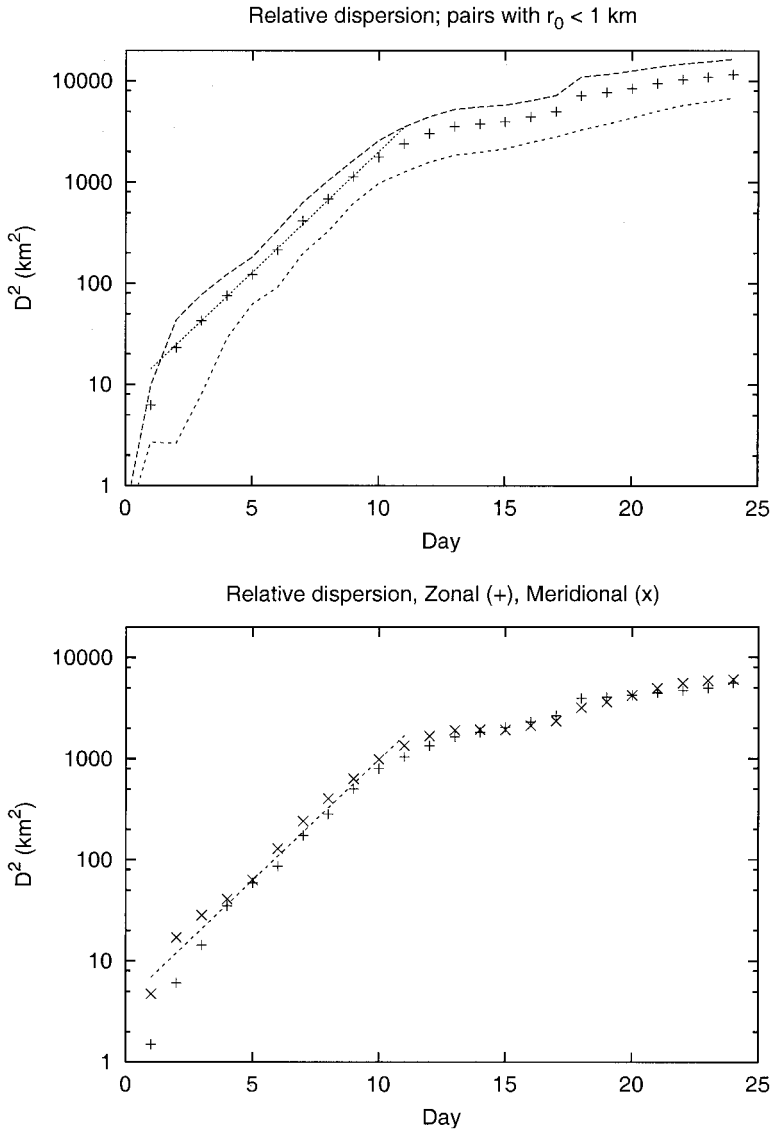 Relative dispersion; pairs with r₀ < 1 km
10000
1000
100
10
1
D² (km²)
0 5 10 15 20 25
Day
Relative dispersion, Zonal (+), Meridional (x)
10000
1000
100
10
1
D² (km²)
0 5 10 15 20 25
Day